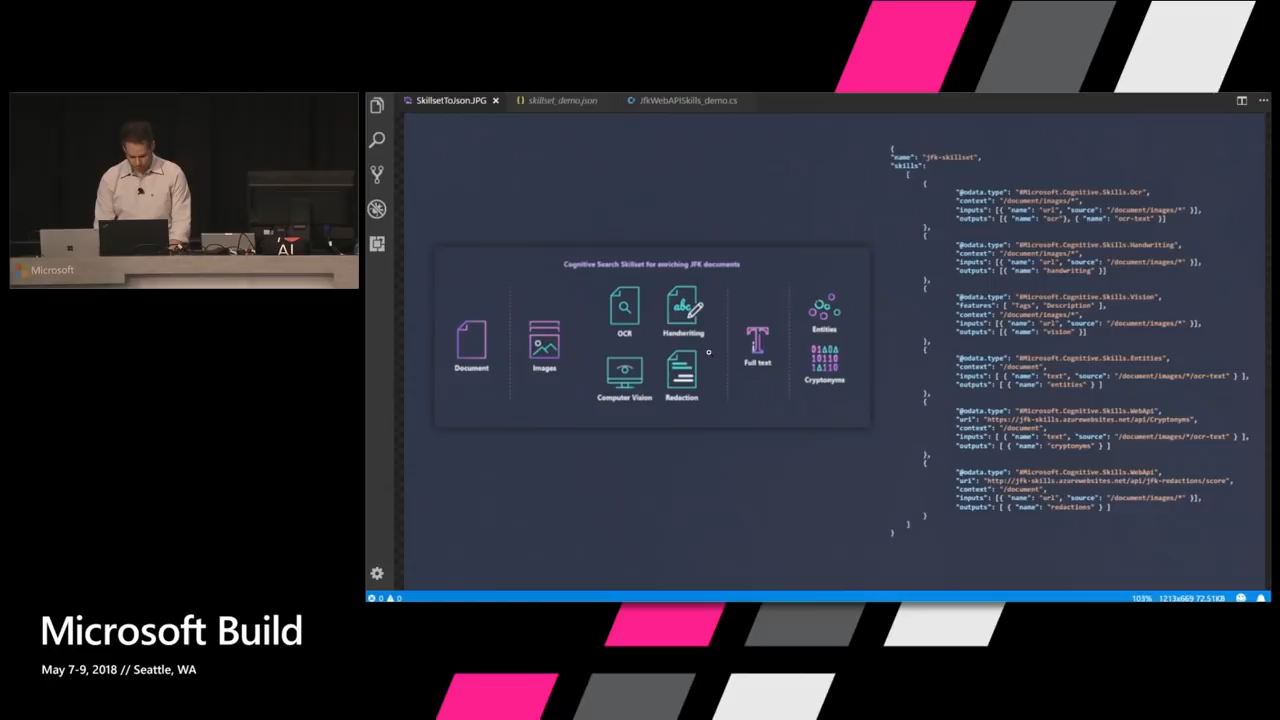 SkillsetToJson.JPG
skillset_demo.json
JfkWebAPISkills_demo.cs
AI
Microsoft
Cognitive Search Skillset for enriching JFK documents
Document
Images
OCR
abc
Handwriting
Computer Vision
Redaction
T
Full text
Entities
Cryptonyms
{
"name": "jfk-skillset",
"skills":
[
{
"@odata.type": "#Microsoft.Cognitive.Skills.Ocr",
"context": "/document/images/*",
"inputs": [{ "name": "url", "source": "/document/images/*" }],
"outputs": [{ "name": "ocr"}, { "name": "ocr-text" }]
},
{
"@odata.type": "#Microsoft.Cognitive.Skills.Handwriting",
"context": "/document/images/*",
"inputs": [{ "name": "url", "source": "/document/images/*" }],
"outputs": [{ "name": "handwriting" }]
},
{
"@odata.type": "#Microsoft.Cognitive.Skills.Vision",
"features": [ "Tags", "Description" ],
"context": "/document/images/*",
"inputs": [{ "name": "url", "source": "/document/images/*" }],
"outputs": [{ "name": "vision" }]
},
{
"@odata.type": "#Microsoft.Cognitive.Skills.Entities",
"context": "/document",
"inputs": [ { "name": "text", "source": "/document/images/*/ocr-text" } ],
"outputs": [ { "name": "entities" } ]
},
{
"@odata.type": "#Microsoft.Cognitive.Skills.WebApi",
"uri": "https://jfk-skills.azurewebsites.net/api/Cryptonyms",
"context": "/document",
"inputs": [ { "name": "text", "source": "/document/images/*/ocr-text" } ],
"outputs": [ { "name": "cryptonyms" } ]
},
{
"@odata.type": "#Microsoft.Cognitive.Skills.WebApi",
"uri": "http://jfk-skills.azurewebsites.net/api/jfk-redactions/score",
"context": "/document",
"inputs": [{ "name": "url", "source": "/document/images/*" }],
"outputs": [ { "name": "redactions" } ]
}
]
}
0 0
103% 1213x669 72.51KB
Microsoft Build
May 7-9, 2018 // Seattle, WA